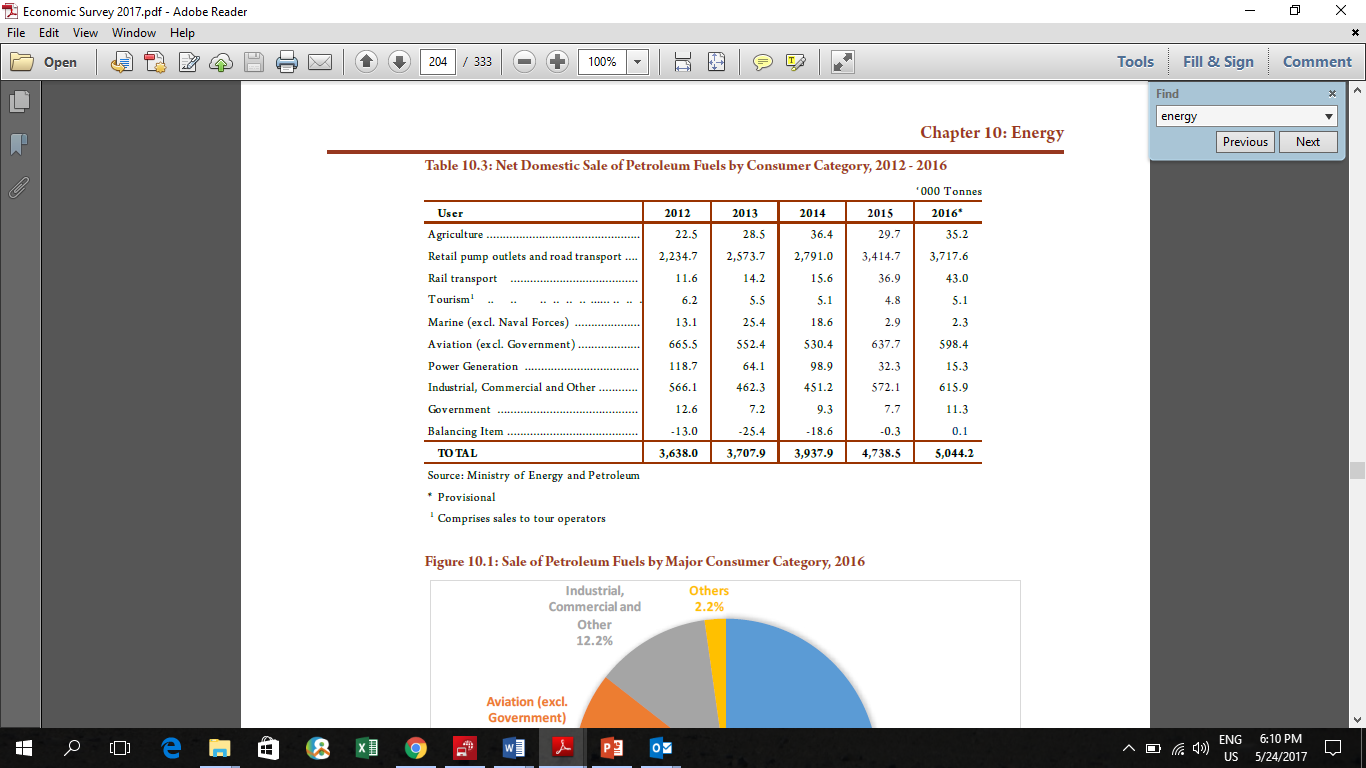 Economic Survey 2017.pdf - Adobe Reader
File Edit View Window Help
Open 204 / 333 100% Tools Fill & Sign Comment
Find
energy
Previous Next
Chapter 10: Energy
Table 10.3: Net Domestic Sale of Petroleum Fuels by Consumer Category, 2012 - 2016
'000 Tonnes
User 2012 2013 2014 2015 2016*
Agriculture ............................................... 22.5 28.5 36.4 29.7 35.2
Retail pump outlets and road transport .... 2,234.7 2,573.7 2,791.0 3,414.7 3,717.6
Rail transport ....................................... 11.6 14.2 15.6 36.9 43.0
Tourism¹ .. .. .. .. .. .. ...... .. .. . 6.2 5.5 5.1 4.8 5.1
Marine (excl. Naval Forces) .................... 13.1 25.4 18.6 2.9 2.3
Aviation (excl. Government) ................... 665.5 552.4 530.4 637.7 598.4
Power Generation ................................... 118.7 64.1 98.9 32.3 15.3
Industrial, Commercial and Other ............ 566.1 462.3 451.2 572.1 615.9
Government ........................................... 12.6 7.2 9.3 7.7 11.3
Balancing Item ........................................ -13.0 -25.4 -18.6 -0.3 0.1
TOTAL 3,638.0 3,707.9 3,937.9 4,738.5 5,044.2
Source: Ministry of Energy and Petroleum
* Provisional
¹ Comprises sales to tour operators
Figure 10.1: Sale of Petroleum Fuels by Major Consumer Category, 2016
Industrial,
Commercial and
Other
12.2%
Others
2.2%
Aviation (excl.
Government)
ENG
US
6:10 PM
5/24/2017